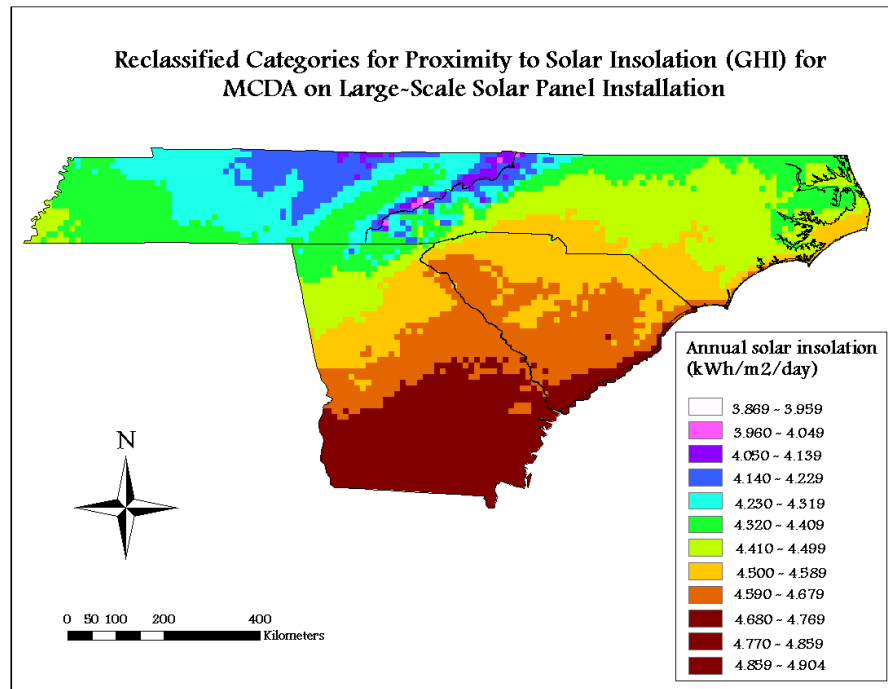 Reclassified Categories for Proximity to Solar Insolation (GHI) for
MCDA on Large-Scale Solar Panel Installation
Annual solar insolation
(kWh/m2/day)
3.869 - 3.959
3.960 - 4.049
4.050 - 4.139
4.140 - 4.229
4.230 - 4.319
4.320 - 4.409
4.410 - 4.499
4.500 - 4.589
4.590 - 4.679
4.680 - 4.769
4.770 - 4.859
4.859 - 4.904
N
0 50 100 200 400
Kilometers